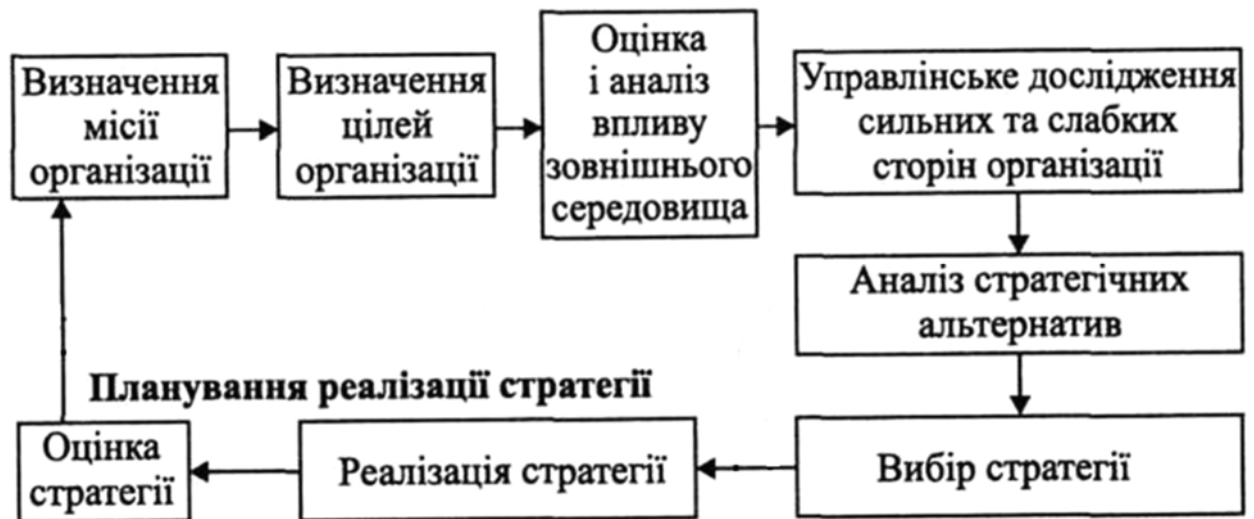 Визначення
місії
організації
Визначення
цілей
організації
Оцінка
і аналіз
впливу
зовнішнього
середовища
Управлінське дослідження
сильних та слабких
сторін організації
Аналіз стратегічних
альтернатив
Планування реалізації стратегії
Оцінка
стратегії
Реалізація стратегії
Вибір стратегії